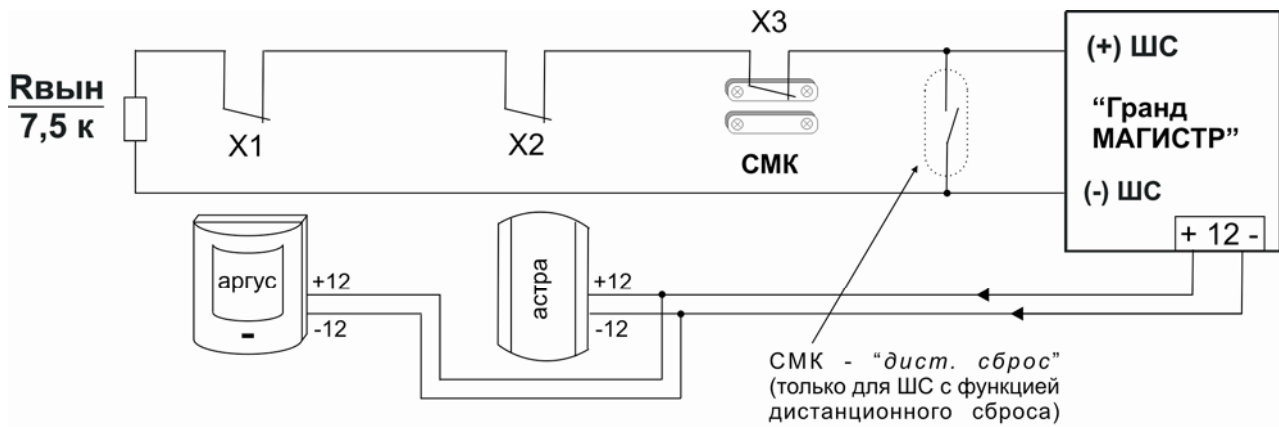 X3
(+) ШС
Rвын
7,5 к
“Гранд
МАГИСТР”
X1
X2
СМК
(-) ШС
+ 12 -
аргус
+12
-12
астра
+12
-12
СМК - “дист. сброс”
(только для ШС с функцией
дистанционного сброса)